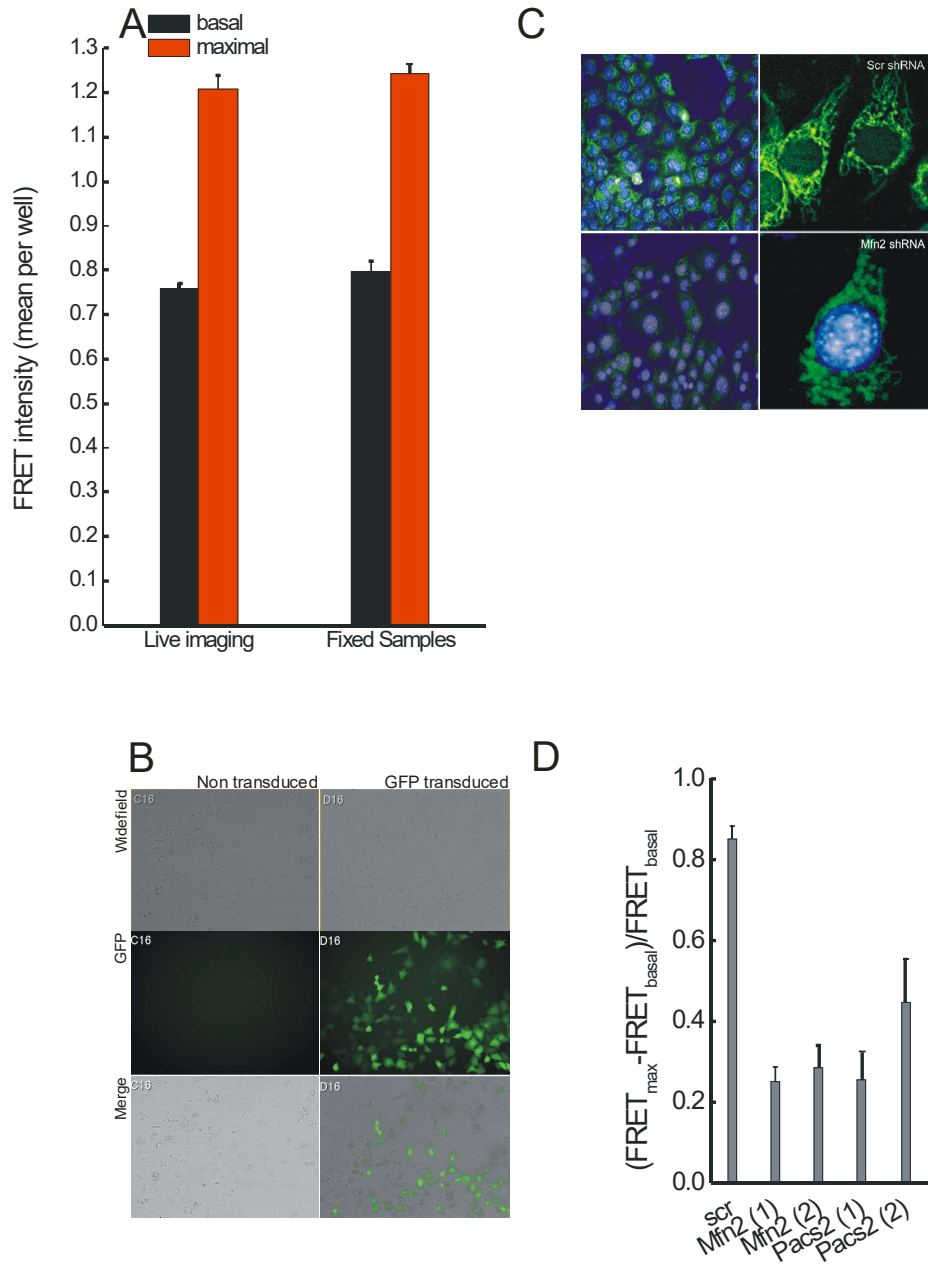 A
basal
maximal
FRET intensity (mean per well)
1.3
1.2
1.1
1.0
0.9
0.8
0.7
0.6
0.5
0.4
0.3
0.2
0.1
0.0
Live imaging
Fixed Samples
C
Scr shRNA
Mfn2 shRNA
B
Non transduced
GFP transduced
Widefield
C16
D16
GFP
C16
D16
Merge
C16
D16
D
(FRETmax-FRETbasal)/FRETbasal
1.0
0.8
0.6
0.4
0.2
0.0
scr
Mfn2 (1)
Mfn2 (2)
Pacs2 (1)
Pacs2 (2)